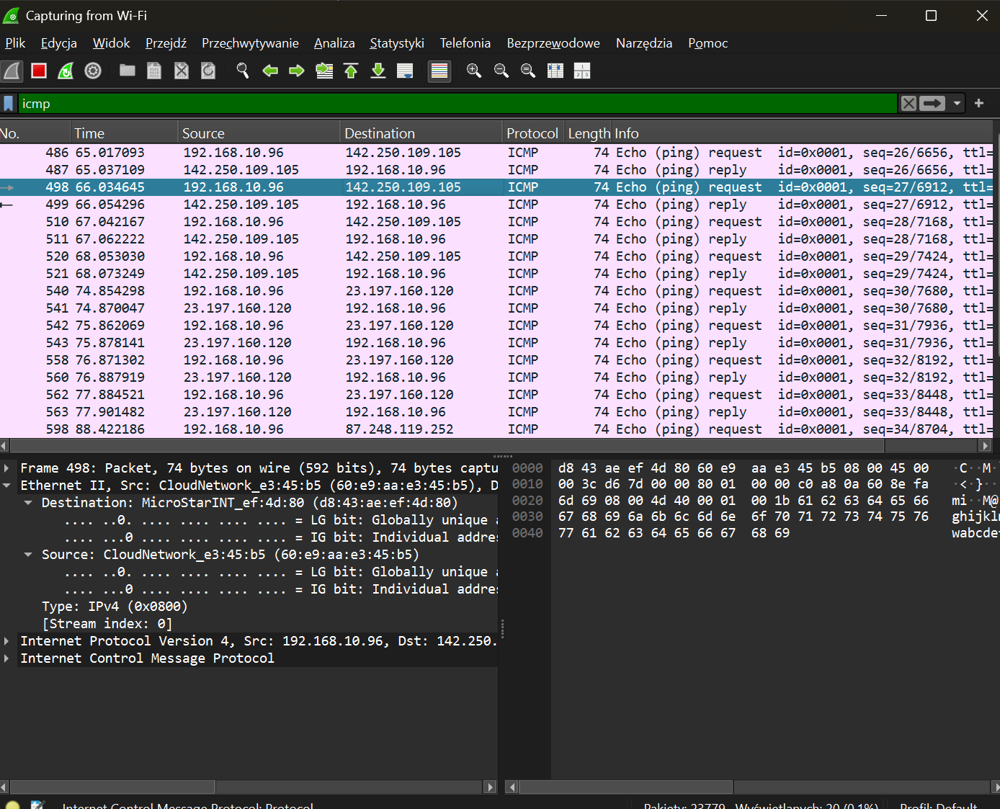 Capturing from Wi-Fi
Plik Edycja Widok Przejdź Przechwytywanie Analiza Statystyki Telefonia Bezprzewodowe Narzędzia Pomoc
icmp
No. Time Source Destination Protocol Length Info
486 65.017093 192.168.10.96 142.250.109.105 ICMP 74 Echo (ping) request id=0x0001, seq=26/6656, ttl=
487 65.037109 142.250.109.105 192.168.10.96 ICMP 74 Echo (ping) reply id=0x0001, seq=26/6656, ttl=
498 66.034645 192.168.10.96 142.250.109.105 ICMP 74 Echo (ping) request id=0x0001, seq=27/6912, ttl=
499 66.054296 142.250.109.105 192.168.10.96 ICMP 74 Echo (ping) reply id=0x0001, seq=27/6912, ttl=
510 67.042167 192.168.10.96 142.250.109.105 ICMP 74 Echo (ping) request id=0x0001, seq=28/7168, ttl=
511 67.062222 142.250.109.105 192.168.10.96 ICMP 74 Echo (ping) reply id=0x0001, seq=28/7168, ttl=
520 68.053030 192.168.10.96 142.250.109.105 ICMP 74 Echo (ping) request id=0x0001, seq=29/7424, ttl=
521 68.073249 142.250.109.105 192.168.10.96 ICMP 74 Echo (ping) reply id=0x0001, seq=29/7424, ttl=
540 74.854298 192.168.10.96 23.197.160.120 ICMP 74 Echo (ping) request id=0x0001, seq=30/7680, ttl=
541 74.870047 23.197.160.120 192.168.10.96 ICMP 74 Echo (ping) reply id=0x0001, seq=30/7680, ttl=
542 75.862069 192.168.10.96 23.197.160.120 ICMP 74 Echo (ping) request id=0x0001, seq=31/7936, ttl=
543 75.878141 23.197.160.120 192.168.10.96 ICMP 74 Echo (ping) reply id=0x0001, seq=31/7936, ttl=
558 76.871302 192.168.10.96 23.197.160.120 ICMP 74 Echo (ping) request id=0x0001, seq=32/8192, ttl=
560 76.887919 23.197.160.120 192.168.10.96 ICMP 74 Echo (ping) reply id=0x0001, seq=32/8192, ttl=
562 77.884521 192.168.10.96 23.197.160.120 ICMP 74 Echo (ping) request id=0x0001, seq=33/8448, ttl=
563 77.901482 23.197.160.120 192.168.10.96 ICMP 74 Echo (ping) reply id=0x0001, seq=33/8448, ttl=
598 88.422186 192.168.10.96 87.248.119.252 ICMP 74 Echo (ping) request id=0x0001, seq=34/8704, ttl=
Frame 498: Packet, 74 bytes on wire (592 bits), 74 bytes captu
Ethernet II, Src: CloudNetwork_e3:45:b5 (60:e9:aa:e3:45:b5), D
Destination: MicroStarINT_ef:4d:80 (d8:43:ae:ef:4d:80)
.... ..0. .... .... .... .... = LG bit: Globally unique a
.... ...0 .... .... .... .... = IG bit: Individual addres
Source: CloudNetwork_e3:45:b5 (60:e9:aa:e3:45:b5)
.... ..0. .... .... .... .... = LG bit: Globally unique a
.... ...0 .... .... .... .... = IG bit: Individual addres
Type: IPv4 (0x0800)
[Stream index: 0]
Internet Protocol Version 4, Src: 192.168.10.96, Dst: 142.250.
Internet Control Message Protocol
0000 d8 43 ae ef 4d 80 60 e9 aa e3 45 b5 08 00 45 00 ·C··M
0010 00 3c d6 7d 00 00 80 01 00 00 c0 a8 0a 60 8e fa ·<·}··
0020 6d 69 08 00 4d 40 00 01 00 1b 61 62 63 64 65 66 mi··M@
0030 67 68 69 6a 6b 6c 6d 6e 6f 70 71 72 73 74 75 76 ghijklm
0040 77 61 62 63 64 65 66 67 68 69 wabcdef
Internet Control Message Protocol: Protocol
Pakiety: 23779 · Wyświetlanych: 20 (0.1%)
Profil: Default